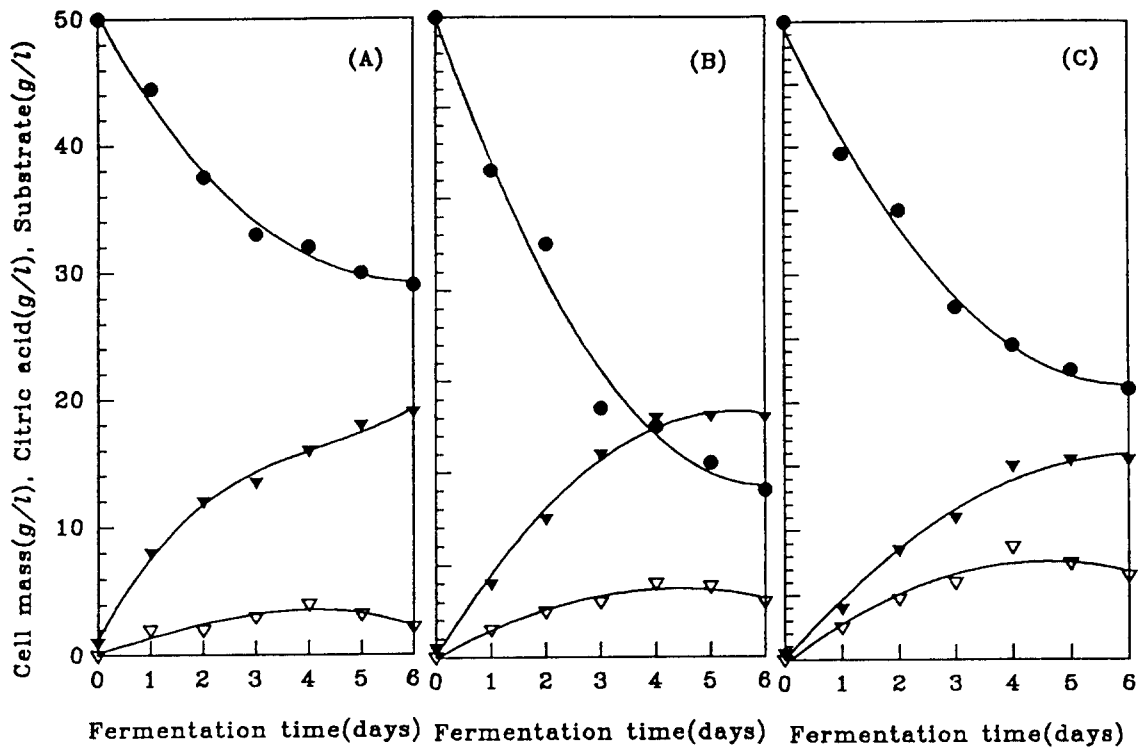 Cell mass(g/l), Citric acid(g/l), Substrate(g/l)
50
40
30
20
10
0
(A)
(B)
(C)
0 1 2 3 4 5 6
0 1 2 3 4 5 6
0 1 2 3 4 5 6
Fermentation time(days)
Fermentation time(days)
Fermentation time(days)